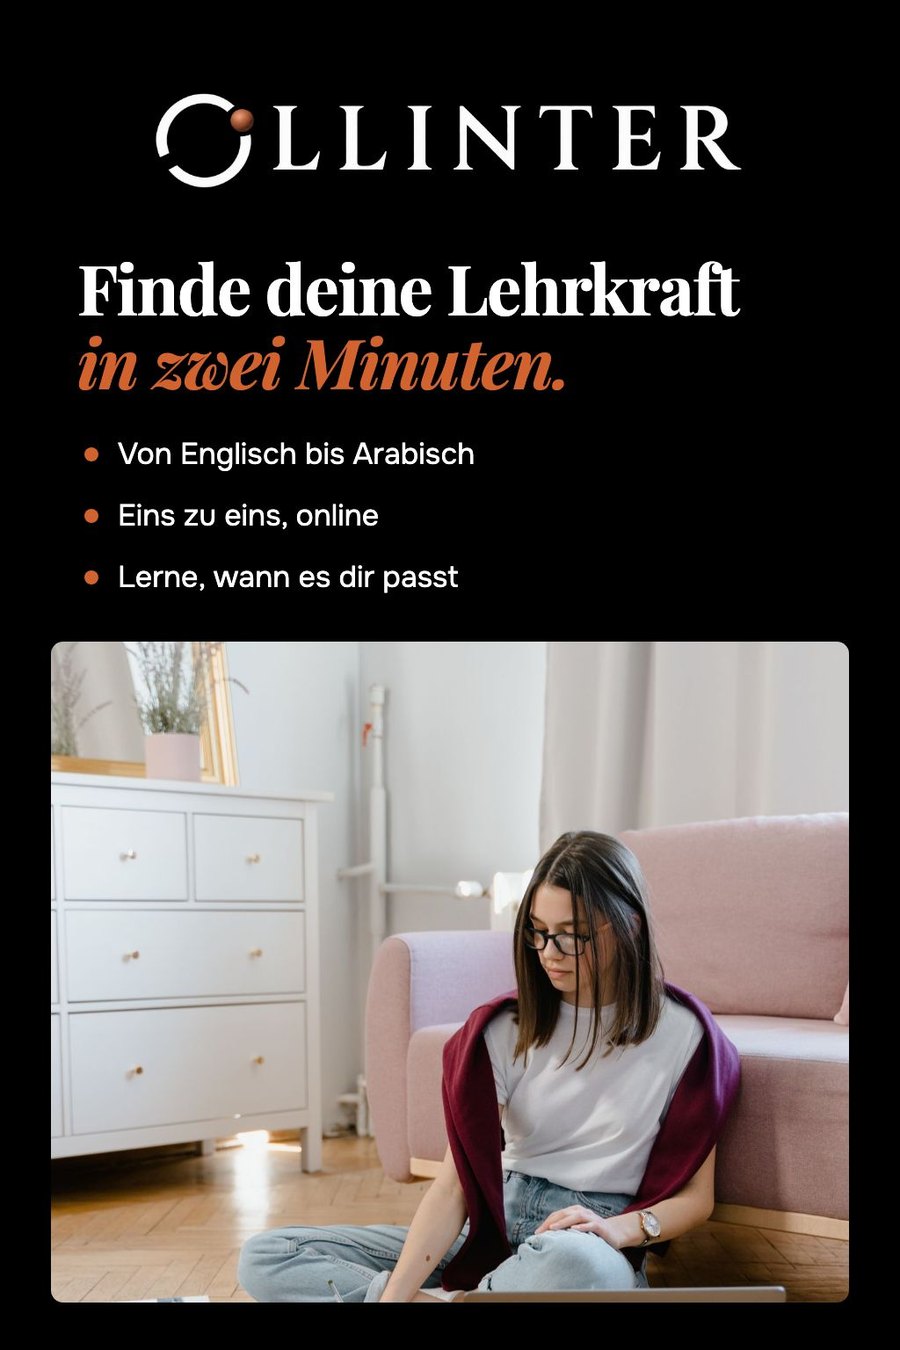 OLLINTER
Finde deine Lehrkraft
in zwei Minuten.
Von Englisch bis Arabisch
Eins zu eins, online
Lerne, wann es dir passt